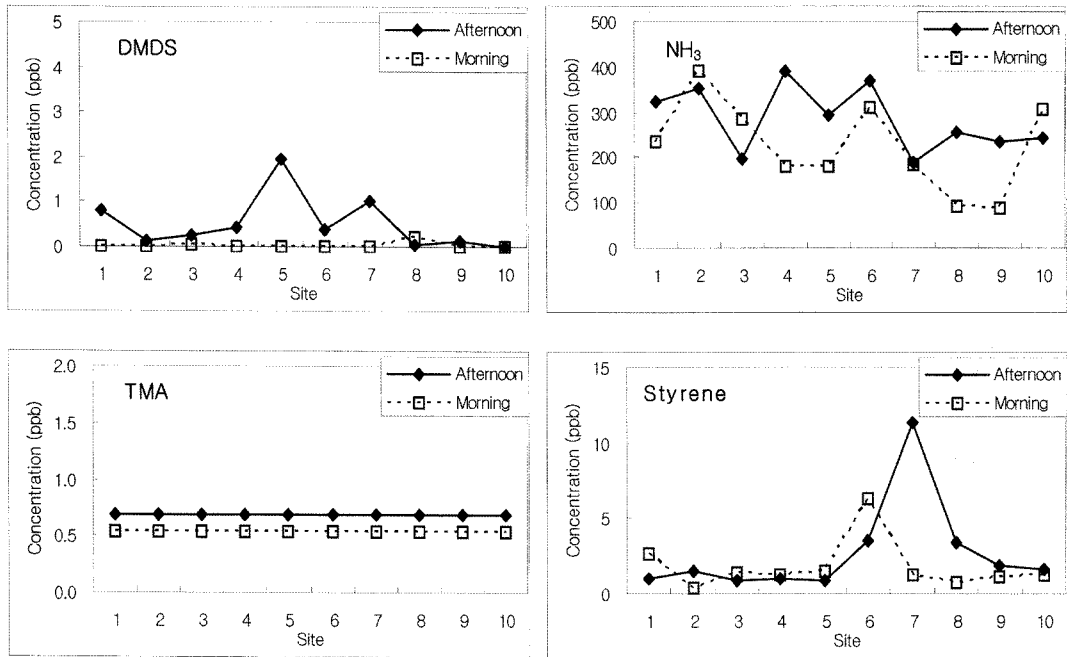 DMDS
Afternoon
Morning
Concentration (ppb)
5
4
3
2
1
0
1 2 3 4 5 6 7 8 9 10
Site
NH₃
Afternoon
Morning
Concentration (ppb)
500
400
300
200
100
0
1 2 3 4 5 6 7 8 9 10
Site
TMA
Afternoon
Morning
Concentration (ppb)
2.0
1.5
1.0
0.5
0.0
1 2 3 4 5 6 7 8 9 10
Site
Styrene
Afternoon
Morning
Concentration (ppb)
15
10
5
0
1 2 3 4 5 6 7 8 9 10
Site